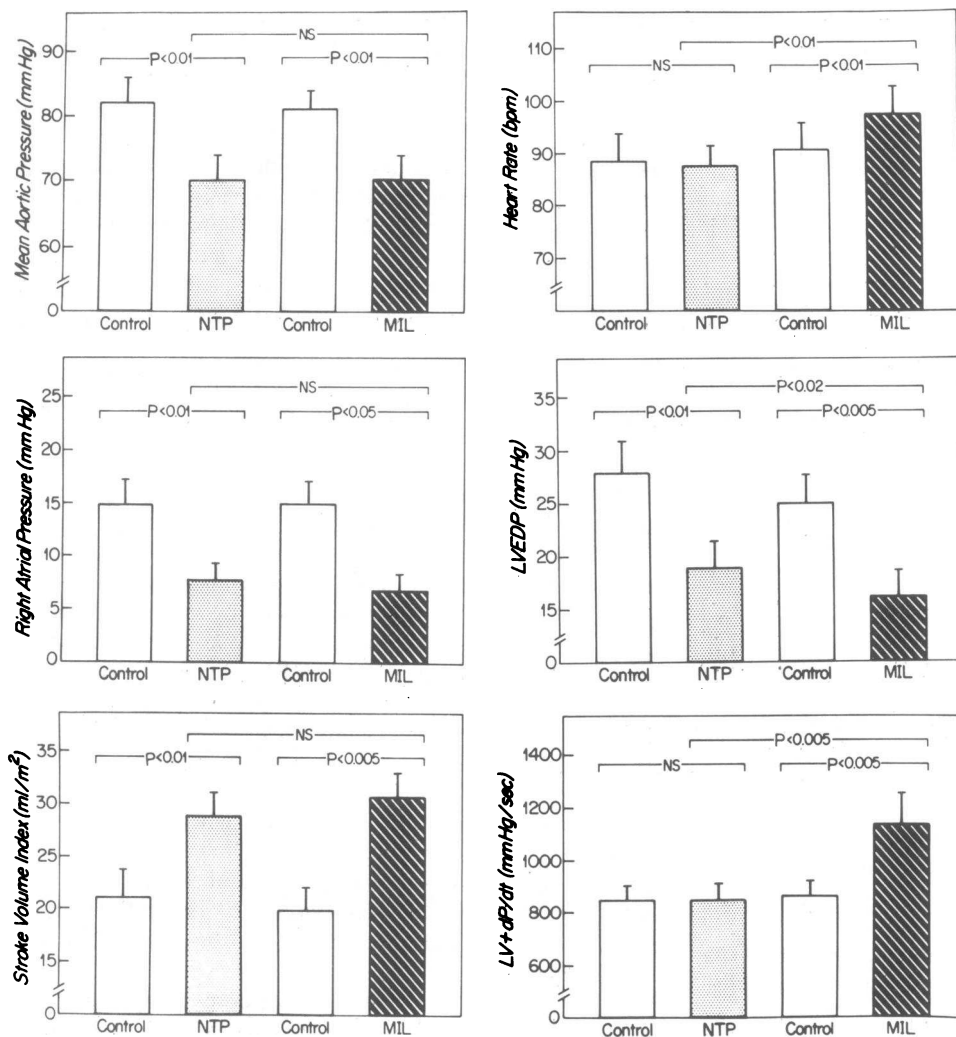 Mean Aortic Pressure (mm Hg)
90
80
70
60
0
NS
P<0.01
P<0.01
Control
NTP
Control
MIL
Heart Rate (bpm)
110
100
90
80
70
0
P<0.01
NS
P<0.01
Control
NTP
Control
MIL
Right Atrial Pressure (mm Hg)
25
20
15
10
5
0
NS
P<0.01
P<0.05
Control
NTP
Control
MIL
LVEDP (mm Hg)
35
30
25
20
15
0
P<0.02
P<0.01
P<0.005
Control
NTP
Control
MIL
Stroke Volume Index (ml/m²)
35
30
25
20
15
0
NS
P<0.01
P<0.005
Control
NTP
Control
MIL
LV+dP/dt (mmHg/sec)
1400
1200
1000
800
600
0
P<0.005
NS
P<0.005
Control
NTP
Control
MIL